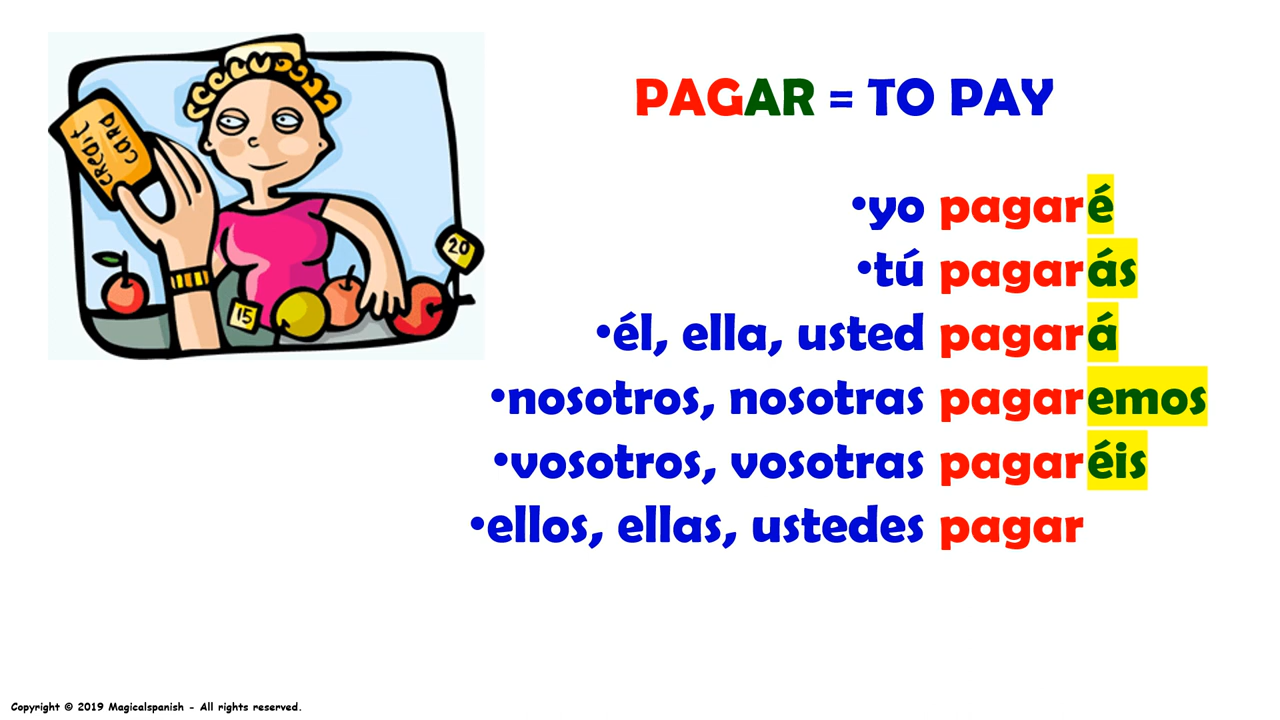 credit
card
20
15
PAGAR = TO PAY
•yo pagaré
•tú pagarás
•él, ella, usted pagará
•nosotros, nosotras pagaremos
•vosotros, vosotras pagaréis
•ellos, ellas, ustedes pagar
Copyright © 2019 Magicalspanish - All rights reserved.